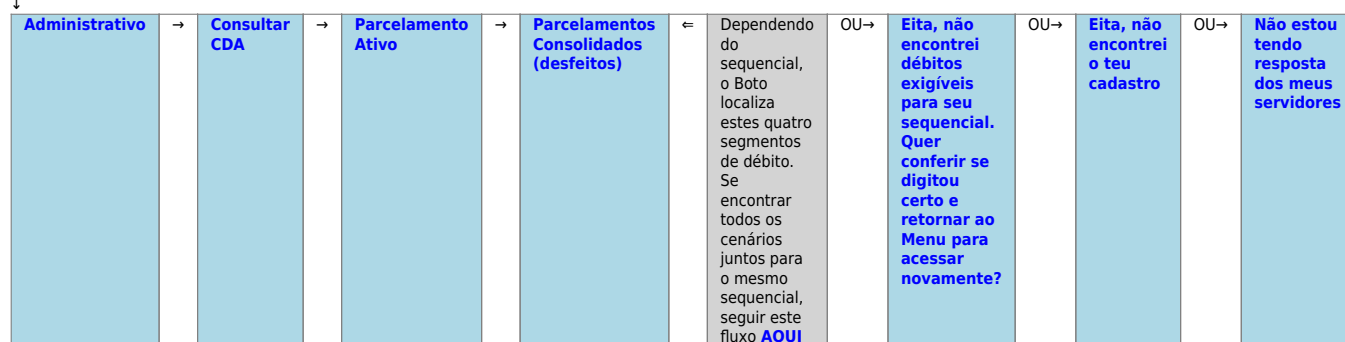 ↓
Administrativo
→
Consultar
CDA
→
Parcelamento
Ativo
→
Parcelamentos
Consolidados
(desfeitos)
⇐
Dependendo
do
sequencial,
o Boto
localiza
estes quatro
segmentos
de débito.
Se
encontrar
todos os
cenários
juntos para
o mesmo
sequencial,
seguir este
fluxo AQUI
OU→
Eita, não
encontrei
débitos
exigíveis
para seu
sequencial.
Quer
conferir se
digitou
certo e
retornar ao
Menu para
acessar
novamente?
OU→
Eita, não
encontrei
o teu
cadastro
OU→
Não estou
tendo
resposta
dos meus
servidores